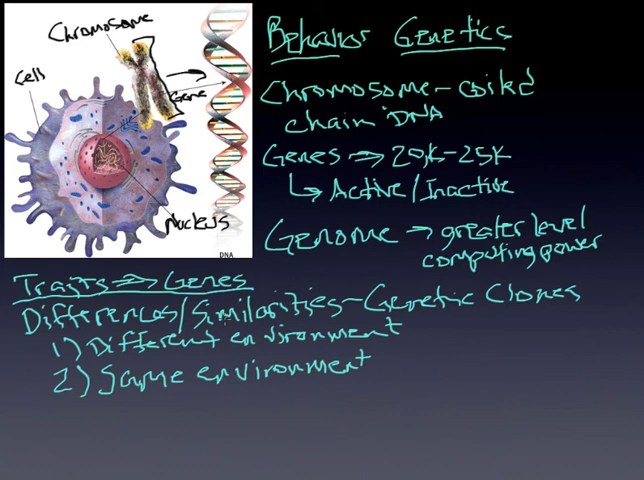 Chromosome
Cell
Gene
Nucleus
DNA
Behavior Genetics
Chromosome - coiled
chain DNA
Genes → 20k-25k
↳ Active/Inactive
Genome → greater level
computing power
Traits → Genes
Differences/Similarities - Genetic Clones
1) Different environment
2) Same environment